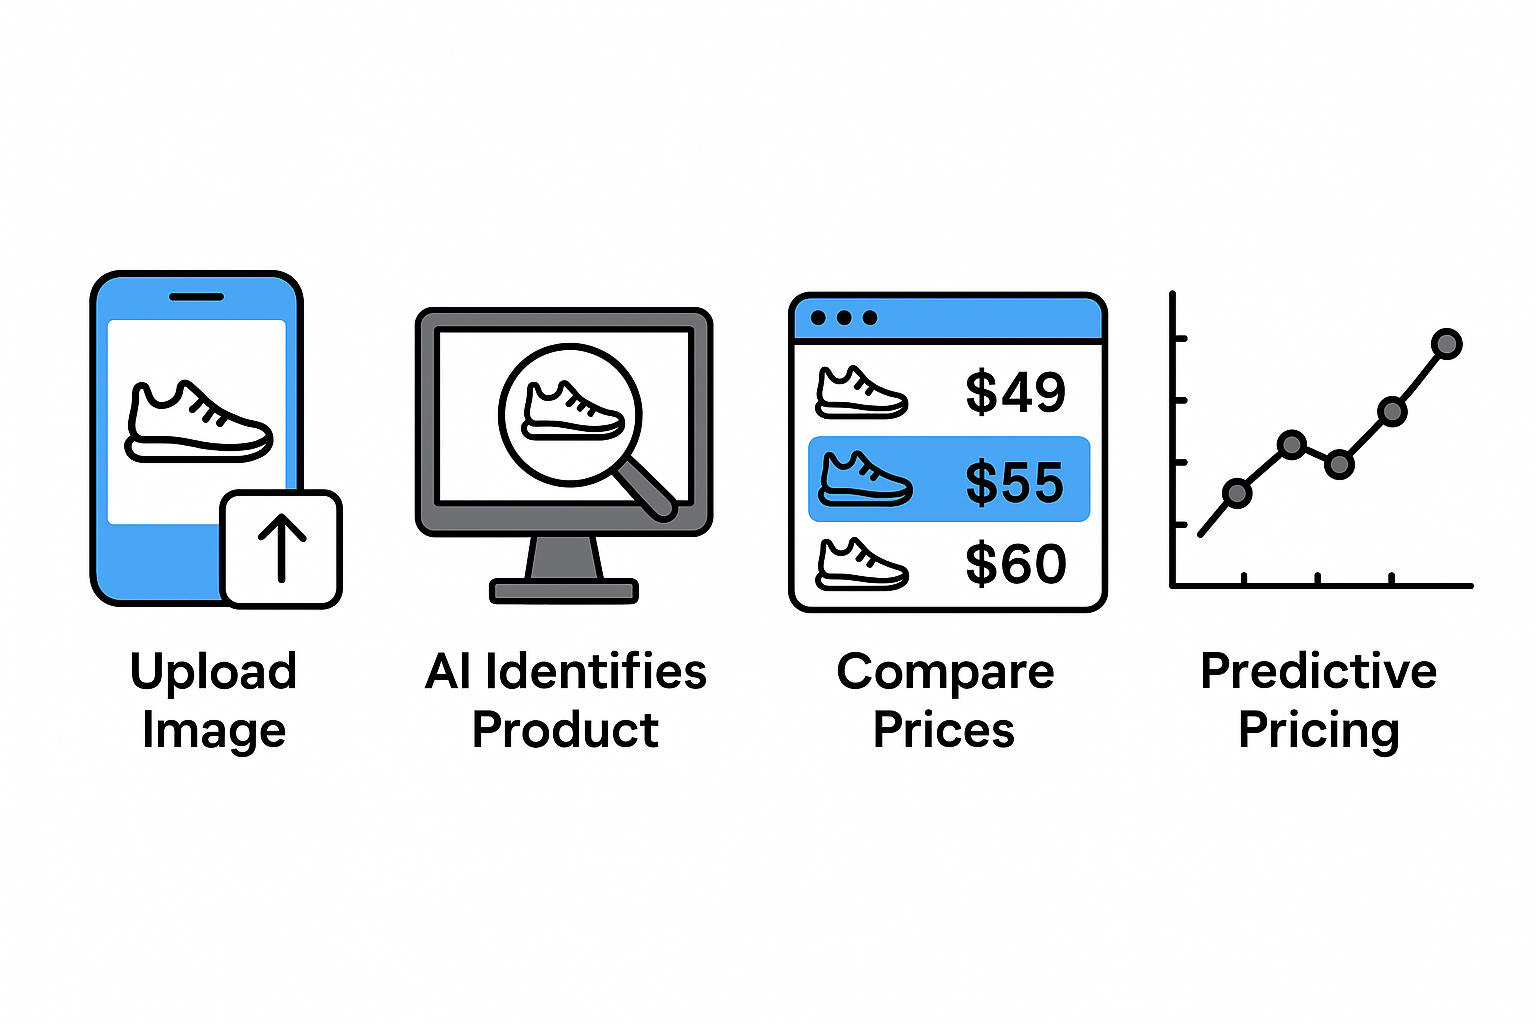 $49
$55
$60
Upload
Image
AI Identifies
Product
Compare
Prices
Predictive
Pricing